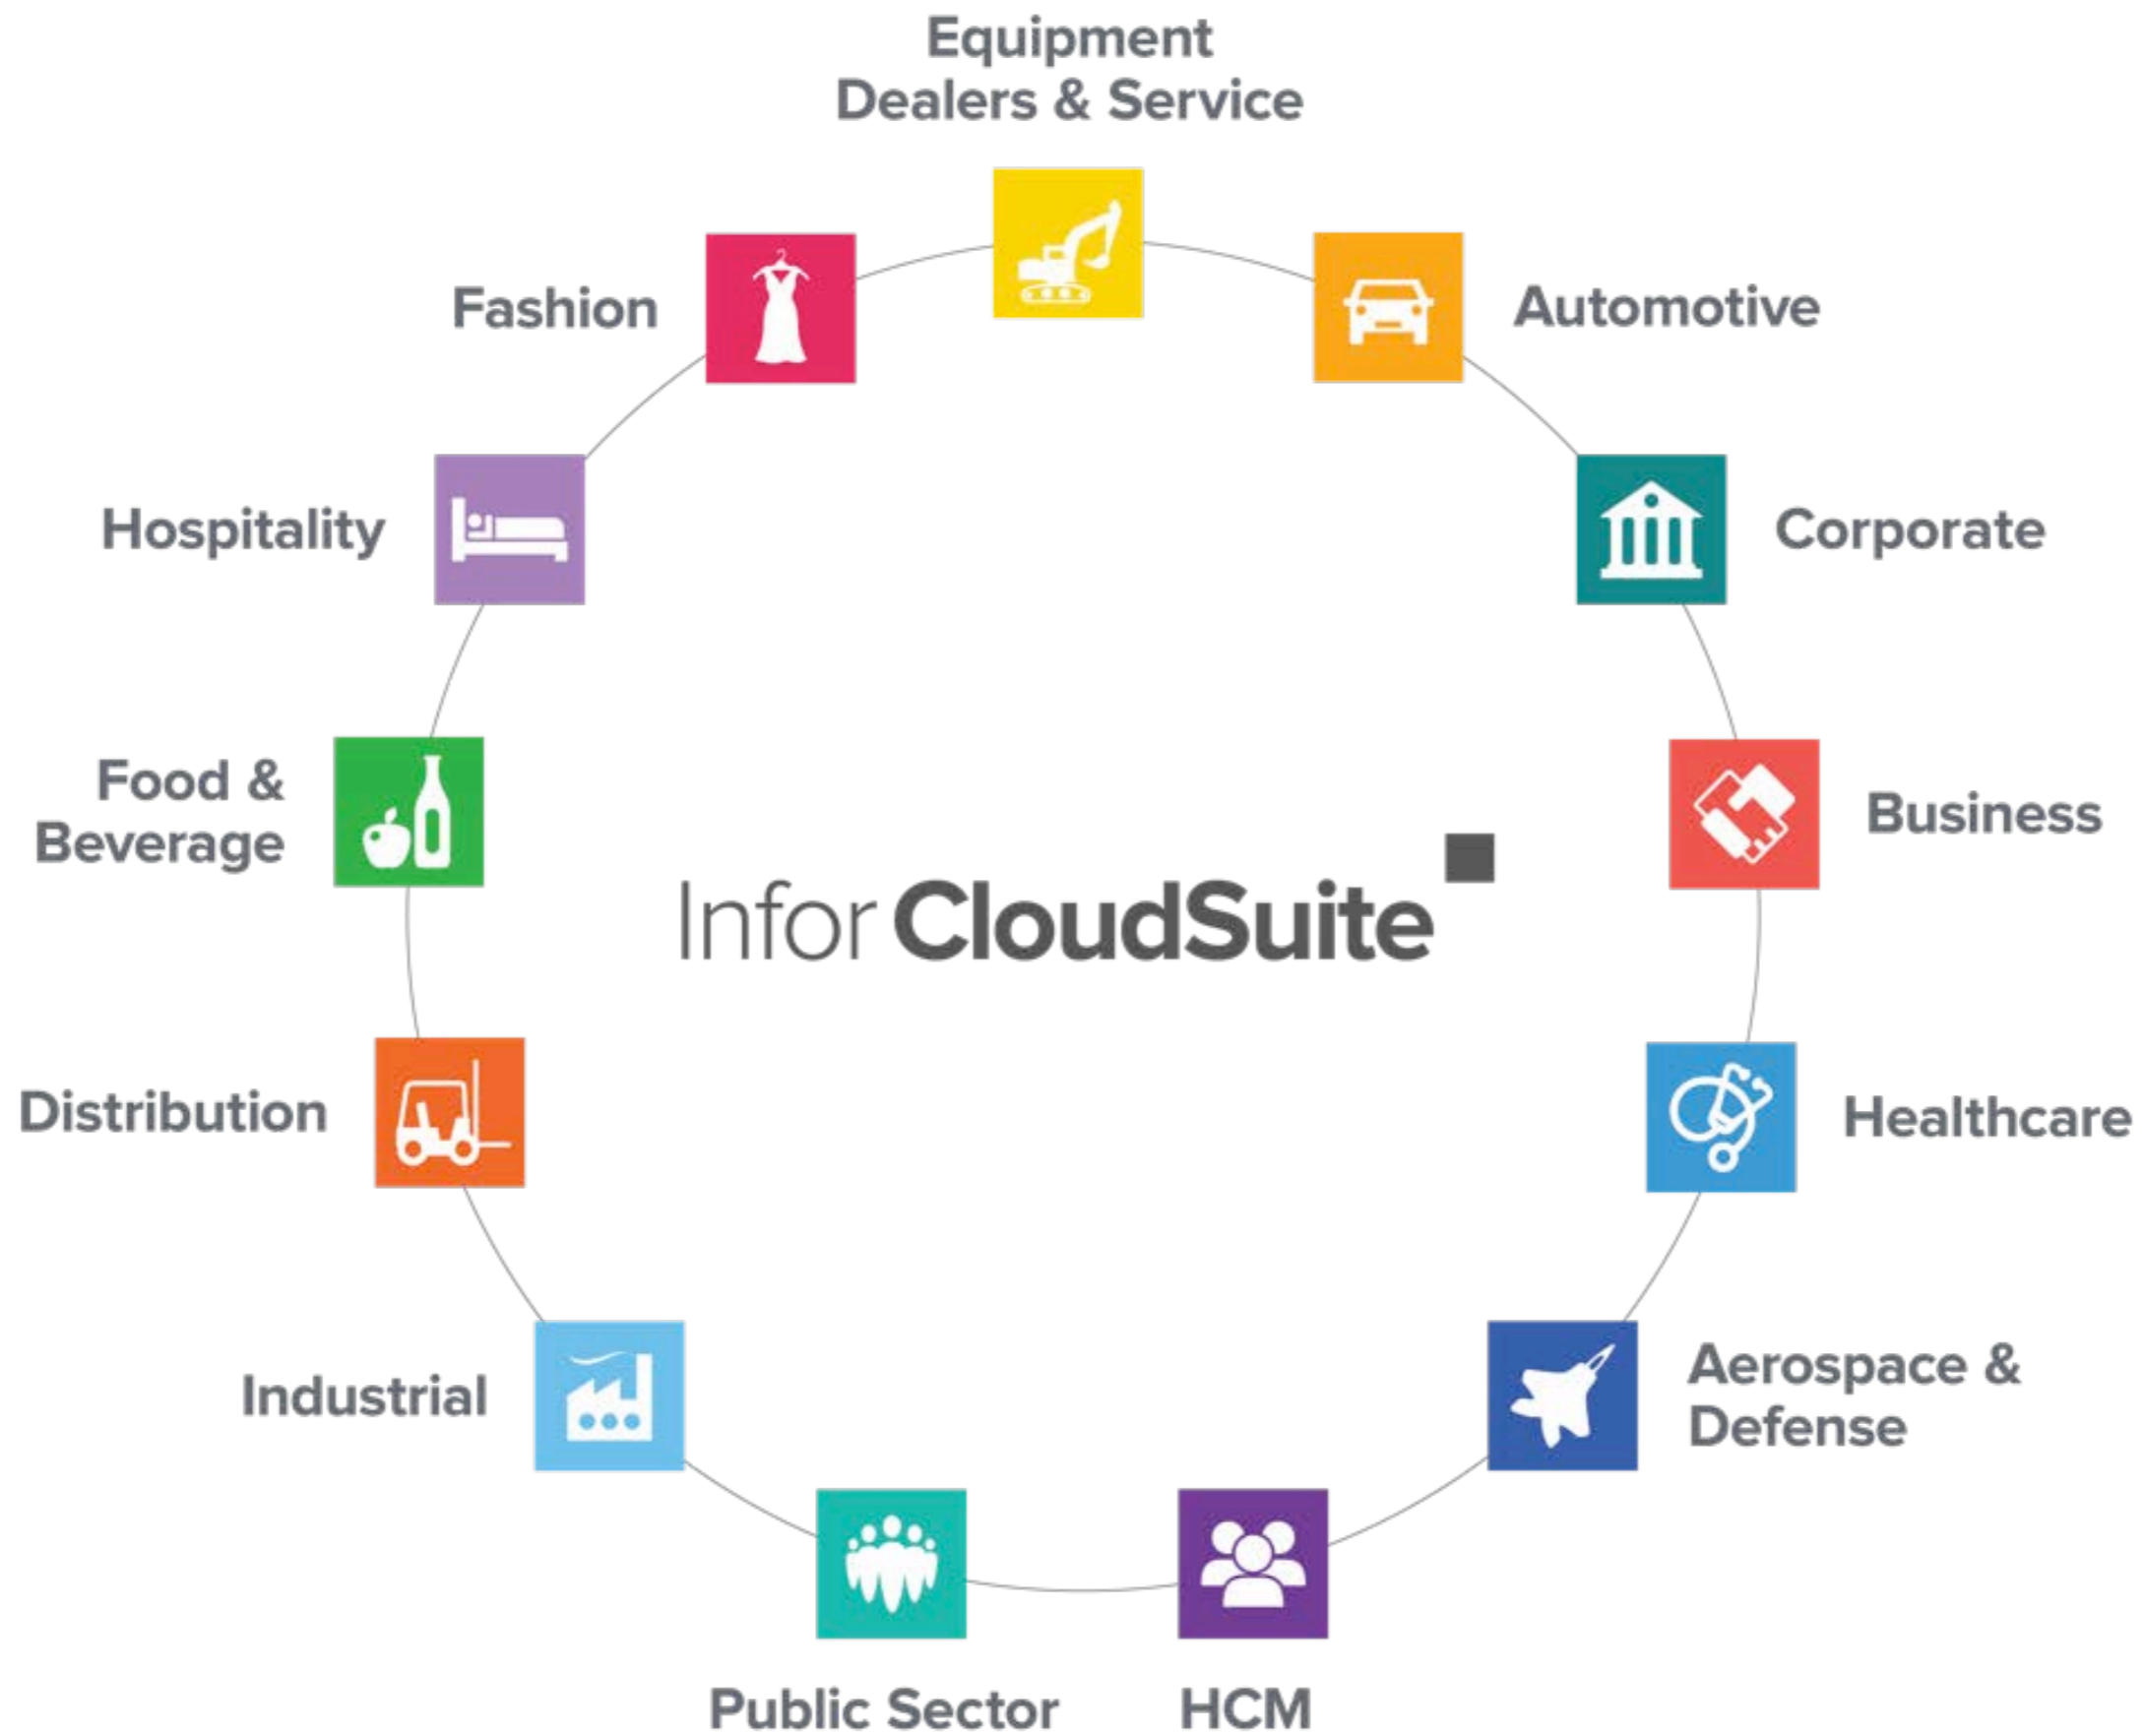 Equipment
Dealers & Service
Fashion
Automotive
Hospitality
Corporate
Food &
Beverage
Business
Infor CloudSuite
Distribution
Healthcare
Industrial
Aerospace &
Defense
Public Sector
HCM